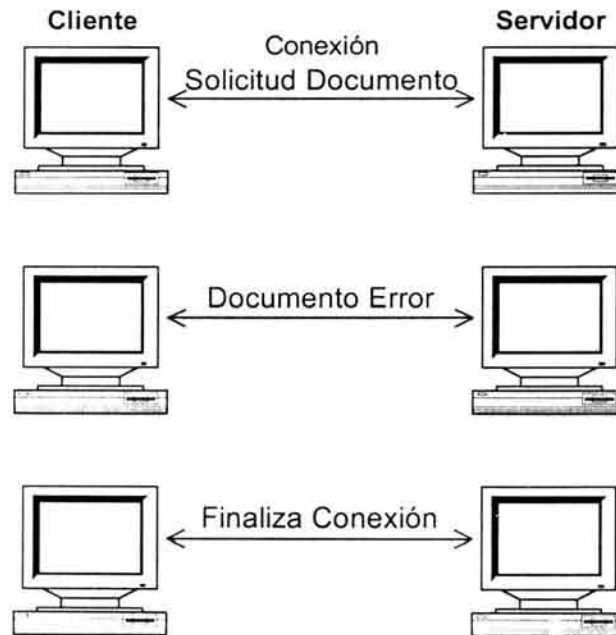 Cliente
Servidor
Conexión
Solicitud Documento
Documento Error
Finaliza Conexión